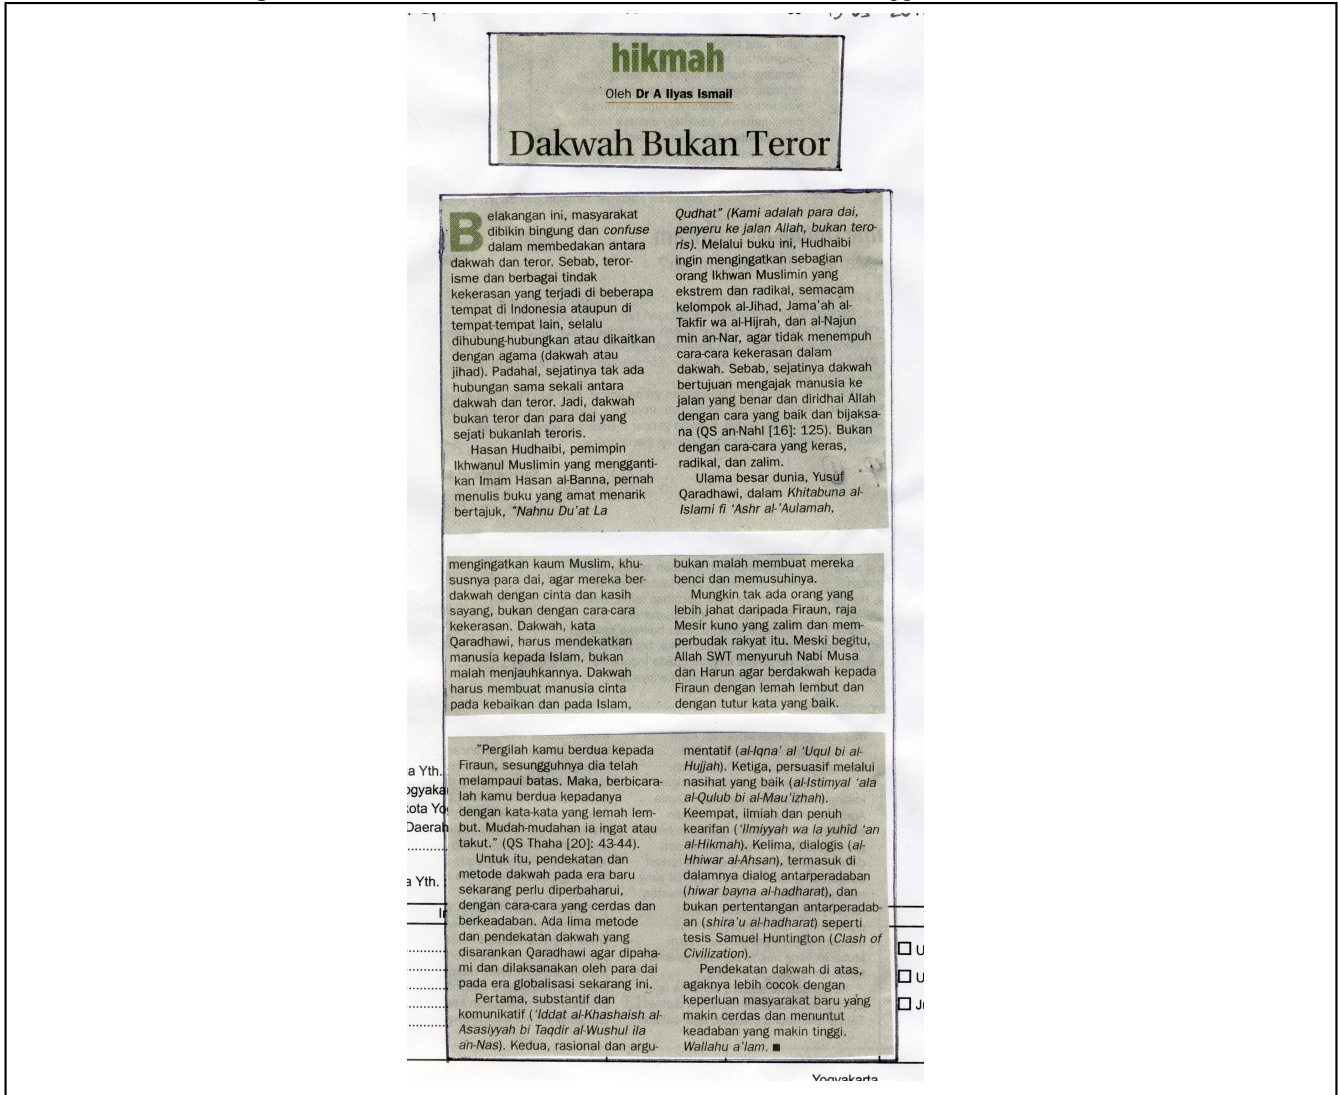 hikmah
Oleh Dr A Ilyas Ismail
Dakwah Bukan Teror
Belakangan ini, masyarakat
dibikin bingung dan confuse
dalam membedakan antara
dakwah dan teror. Sebab, teror-
isme dan berbagai tindak
kekerasan yang terjadi di beberapa
tempat di Indonesia ataupun di
tempat-tempat lain, selalu
dihubung-hubungkan atau dikaitkan
dengan agama (dakwah atau
jihad). Padahal, sejatinya tak ada
hubungan sama sekali antara
dakwah dan teror. Jadi, dakwah
bukan teror dan para dai yang
sejati bukanlah teroris.
Hasan Hudhaibi, pemimpin
Ikhwanul Muslimin yang mengganti-
kan Imam Hasan al-Banna, pernah
menulis buku yang amat menarik
bertajuk, "Nahnu Du'at La
Qudhat" (Kami adalah para dai,
penyeru ke jalan Allah, bukan tero-
ris). Melalui buku ini, Hudhaibi
ingin mengingatkan sebagian
orang Ikhwan Muslimin yang
ekstrem dan radikal, semacam
kelompok al-Jihad, Jama'ah al-
Takfir wa al-Hijrah, dan al-Najun
min an-Nar, agar tidak menempuh
cara-cara kekerasan dalam
dakwah. Sebab, sejatinya dakwah
bertujuan mengajak manusia ke
jalan yang benar dan diridhai Allah
dengan cara yang baik dan bijaksa-
na (QS an-Nahl [16]: 125). Bukan
dengan cara-cara yang keras,
radikal, dan zalim.
Ulama besar dunia, Yusuf
Qaradhawi, dalam Khitabuna al-
Islami fi 'Ashr al-'Aulamah,
mengingatkan kaum Muslim, khu-
susnya para dai, agar mereka ber-
dakwah dengan cinta dan kasih
sayang, bukan dengan cara-cara
kekerasan. Dakwah, kata
Qaradhawi, harus mendekatkan
manusia kepada Islam, bukan
malah menjauhkannya. Dakwah
harus membuat manusia cinta
pada kebaikan dan pada Islam,
bukan malah membuat mereka
benci dan memusuhinya.
Mungkin tak ada orang yang
lebih jahat daripada Firaun, raja
Mesir kuno yang zalim dan mem-
perbudak rakyat itu. Meski begitu,
Allah SWT menyuruh Nabi Musa
dan Harun agar berdakwah kepada
Firaun dengan lemah lembut dan
dengan tutur kata yang baik.
"Pergilah kamu berdua kepada
Firaun, sesungguhnya dia telah
melampaui batas. Maka, berbicara-
lah kamu berdua kepadanya
dengan kata-kata yang lemah lem-
but. Mudah-mudahan ia ingat atau
takut." (QS Thaha [20]: 43-44).
Untuk itu, pendekatan dan
metode dakwah pada era baru
sekarang perlu diperbaharui,
dengan cara-cara yang cerdas dan
berkeadaban. Ada lima metode
dan pendekatan dakwah yang
disarankan Qaradhawi agar dipaha-
mi dan dilaksanakan oleh para dai
pada era globalisasi sekarang ini.
Pertama, substantif dan
komunikatif ('Iddat al-Khashaish al-
Asasiyyah bi Taqdir al-Wushul ila
an-Nas). Kedua, rasional dan argu-
mentatif (al-Iqna' al 'Uqul bi al-
Hujjah). Ketiga, persuasif melalui
nasihat yang baik (al-Istimyal 'ala
al-Qulub bi al-Mau'izhah).
Keempat, ilmiah dan penuh
kearifan ('Ilmiyyah wa la yuhid 'an
al-Hikmah). Kelima, dialogis (al-
Hhiwar al-Ahsan), termasuk di
dalamnya dialog antarperadaban
(hiwar bayna al-hadharat), dan
bukan pertentangan antarperadab-
an (shira'u al-hadharat) seperti
tesis Samuel Huntington (Clash of
Civilization).
Pendekatan dakwah di atas,
agaknya lebih cocok dengan
keperluan masyarakat baru yang
makin cerdas dan menuntut
keadaban yang makin tinggi.
Wallahu a'lam. ■
a Yth.
ogyaka
kota Yo
Daerah
a Yth.
Yogyakarta